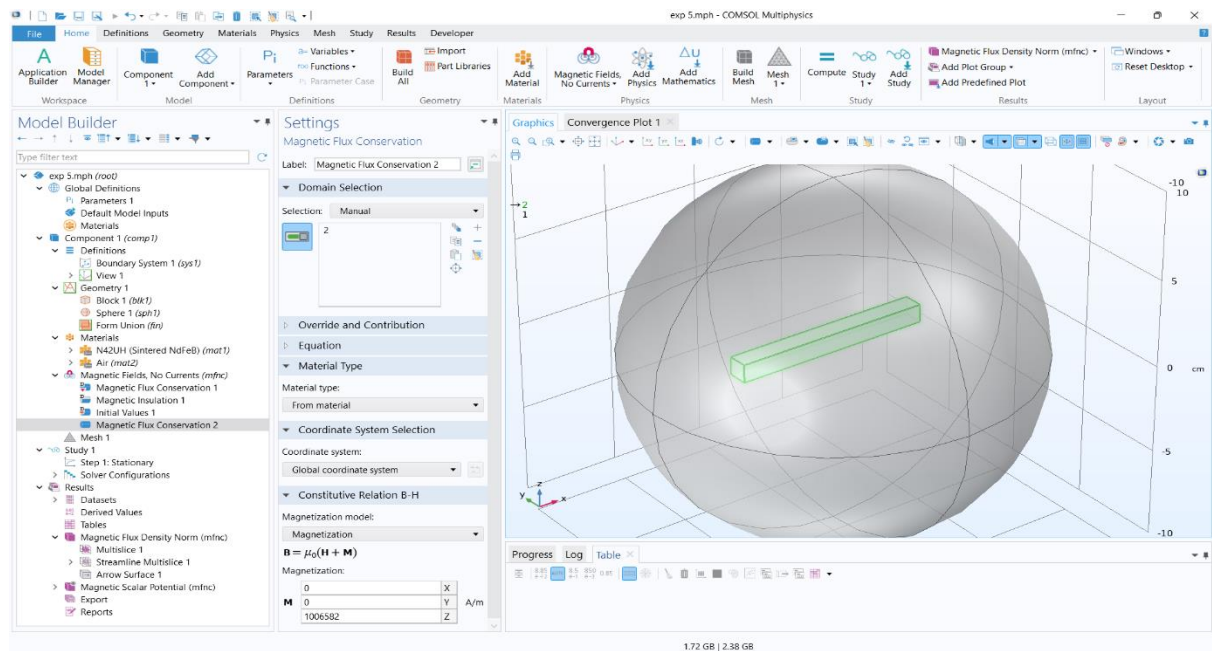 exp 5.mph - COMSOL Multiphysics
File Home Definitions Geometry Materials Physics Mesh Study Results Developer
Application Builder
Model Manager
Component 1
Add Component
Parameters
Variables
Functions
Parameter Case
Build All
Import
Part Libraries
Add Material
Magnetic Fields, No Currents
Add Physics
Add Mathematics
Build Mesh
Mesh 1
Compute
Study 1
Add Study
Magnetic Flux Density Norm (mfnc)
Add Plot Group
Add Predefined Plot
Windows
Reset Desktop
Workspace Model Definitions Geometry Materials Physics Mesh Study Results Layout
Model Builder
Type filter text
exp 5.mph (root)
Global Definitions
Pi Parameters 1
Default Model Inputs
Materials
Component 1 (comp1)
Definitions
Boundary System 1 (sys1)
View 1
Geometry 1
Block 1 (blk1)
Sphere 1 (sph1)
Form Union (fin)
Materials
N42UH (Sintered NdFeB) (mat1)
Air (mat2)
Magnetic Fields, No Currents (mfnc)
Magnetic Flux Conservation 1
Magnetic Insulation 1
Initial Values 1
Magnetic Flux Conservation 2
Mesh 1
Study 1
Step 1: Stationary
Solver Configurations
Results
Datasets
Derived Values
Tables
Magnetic Flux Density Norm (mfnc)
Multislice 1
Streamline Multislice 1
Arrow Surface 1
Magnetic Scalar Potential (mfnc)
Export
Reports
Settings
Magnetic Flux Conservation
Label: Magnetic Flux Conservation 2
Domain Selection
Selection: Manual
2
Override and Contribution
Equation
Material Type
Material type:
From material
Coordinate System Selection
Coordinate system:
Global coordinate system
Constitutive Relation B-H
Magnetization model:
Magnetization
B = μ0(H + M)
Magnetization:
0 X
M 0 Y A/m
1006582 Z
Graphics Convergence Plot 1
2
1
-10
10
5
0 cm
-5
-10
z
y x
Progress Log Table
1.72 GB | 2.38 GB